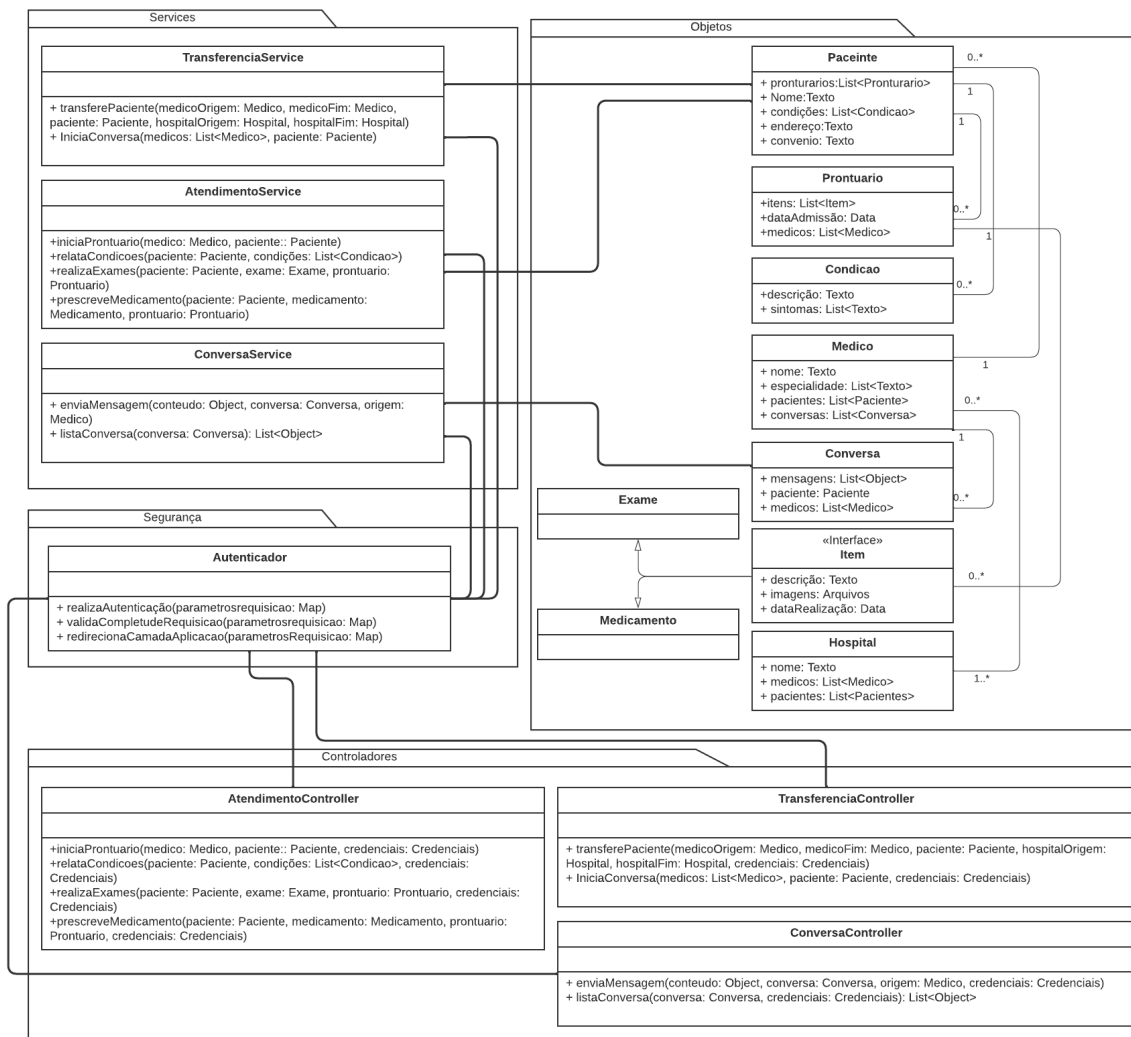 Services
TransferenciaService
+ transferePaciente(medicoOrigem: Medico, medicoFim: Medico,
paciente: Paciente, hospitalOrigem: Hospital, hospitalFim: Hospital)
+ IniciaConversa(medicos: List<Medico>, paciente: Paciente)
AtendimentoService
+iniciaProntuario(medico: Medico, paciente:: Paciente)
+relataCondicoes(paciente: Paciente, condições: List<Condicao>)
+realizaExames(paciente: Paciente, exame: Exame, prontuario:
Prontuario)
+prescreveMedicamento(paciente: Paciente, medicamento:
Medicamento, prontuario: Prontuario)
ConversaService
+ enviaMensagem(conteudo: Object, conversa: Conversa, origem:
Medico)
+ listaConversa(conversa: Conversa): List<Object>
Segurança
Autenticador
+ realizaAutenticação(parametrosrequisicao: Map)
+ validaCompletudeRequisicao(parametrosrequisicao: Map)
+ redirecionaCamadaAplicacao(parametrosRequisicao: Map)
Objetos
Paceinte
+ pronturarios:List<Pronturario>
+ Nome:Texto
+ condições: List<Condicao>
+ endereço:Texto
+ convenio: Texto
0..*
1
1
Prontuario
+itens: List<Item>
+dataAdmissão: Data
+medicos: List<Medico>
0..*
1
Condicao
+descrição: Texto
+ sintomas: List<Texto>
0..*
Medico
+ nome: Texto
+ especialidade: List<Texto>
+ pacientes: List<Paciente>
+ conversas: List<Conversa>
1
0..*
1
Conversa
+ mensagens: List<Object>
+ paciente: Paciente
+ medicos: List<Medico>
0..*
Exame
Medicamento
«Interface»
Item
+ descrição: Texto
+ imagens: Arquivos
+ dataRealização: Data
0..*
Hospital
+ nome: Texto
+ medicos: List<Medico>
+ pacientes: List<Pacientes>
1..*
Controladores
AtendimentoController
+iniciaProntuario(medico: Medico, paciente:: Paciente, credenciais: Credenciais)
+relataCondicoes(paciente: Paciente, condições: List<Condicao>, credenciais:
Credenciais)
+realizaExames(paciente: Paciente, exame: Exame, prontuario: Prontuario, credenciais:
Credenciais)
+prescreveMedicamento(paciente: Paciente, medicamento: Medicamento, prontuario:
Prontuario, credenciais: Credenciais)
TransferenciaController
+ transferePaciente(medicoOrigem: Medico, medicoFim: Medico, paciente: Paciente, hospitalOrigem:
Hospital, hospitalFim: Hospital, credenciais: Credenciais)
+ IniciaConversa(medicos: List<Medico>, paciente: Paciente, credenciais: Credenciais)
ConversaController
+ enviaMensagem(conteudo: Object, conversa: Conversa, origem: Medico, credenciais: Credenciais)
+ listaConversa(conversa: Conversa, credenciais: Credenciais): List<Object>